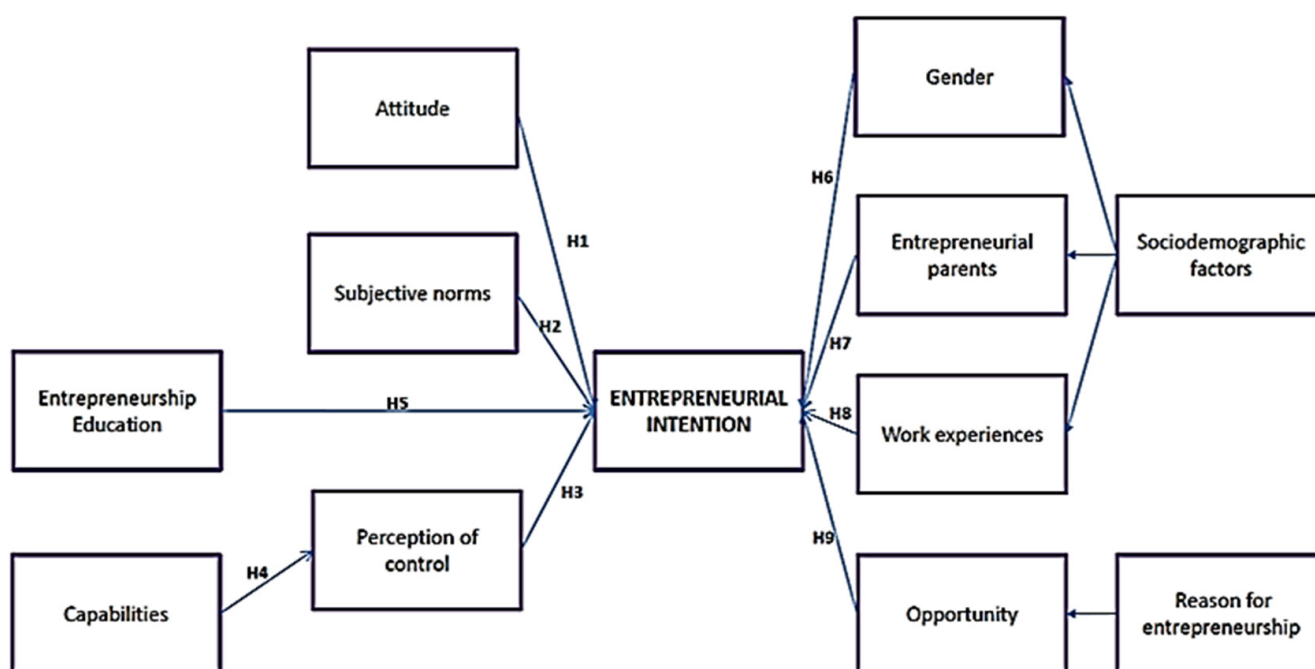 Gender
Attitude
H6
Entrepreneurial
parents
Sociodemographic
factors
H1
Subjective norms
H2
H7
Entrepreneurship
Education
H5
ENTREPRENEURIAL
INTENTION
H8
Work experiences
H3
Perception of
control
H9
H4
Capabilities
Opportunity
Reason for
entrepreneurship